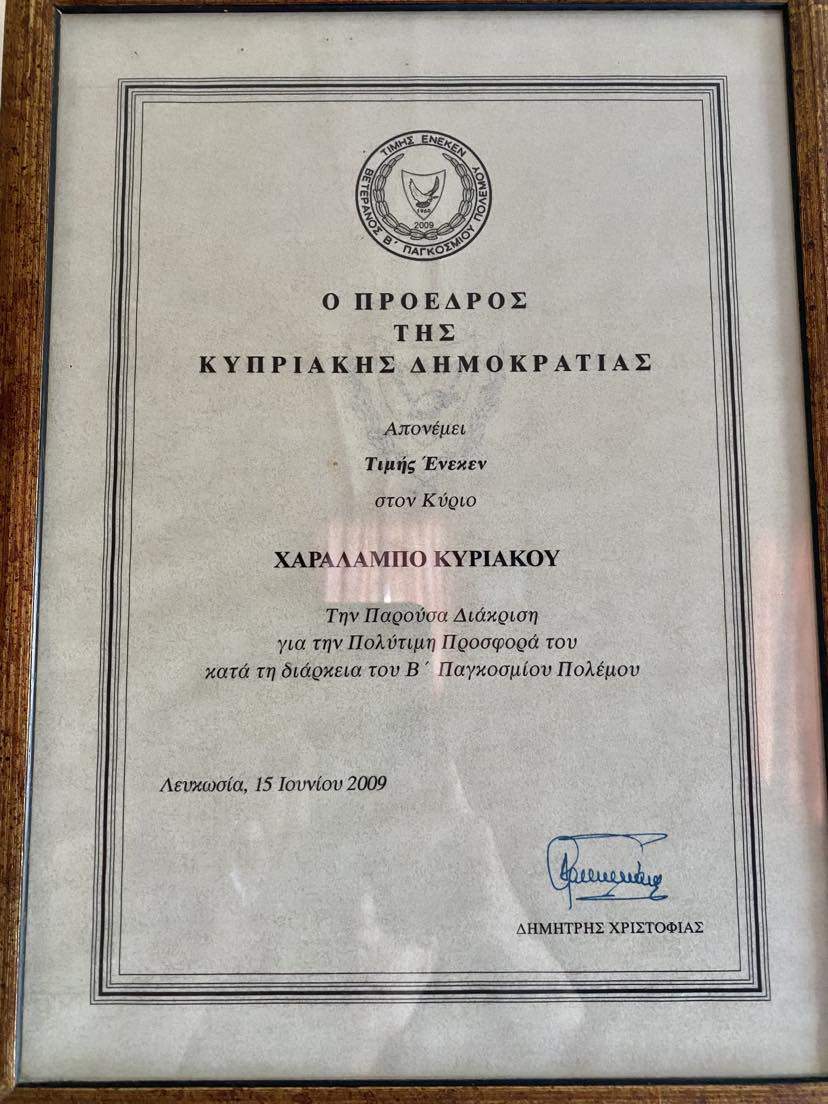 ΤΙΜΗΣ ΕΝΕΚΕΝ
ΒΕΤΕΡΑΝΟΣ Β΄ ΠΑΓΚΟΣΜΙΟΥ ΠΟΛΕΜΟΥ
1960
2009
Ο ΠΡΟΕΔΡΟΣ
ΤΗΣ
ΚΥΠΡΙΑΚΗΣ ΔΗΜΟΚΡΑΤΙΑΣ
Απονέμει
Τιμής Ένεκεν
στον Κύριο
ΧΑΡΑΛΑΜΠΟ ΚΥΡΙΑΚΟΥ
Την Παρούσα Διάκριση
για την Πολύτιμη Προσφορά του
κατά τη διάρκεια του Β΄ Παγκοσμίου Πολέμου
Λευκωσία, 15 Ιουνίου 2009
ΔΗΜΗΤΡΗΣ ΧΡΙΣΤΟΦΙΑΣ